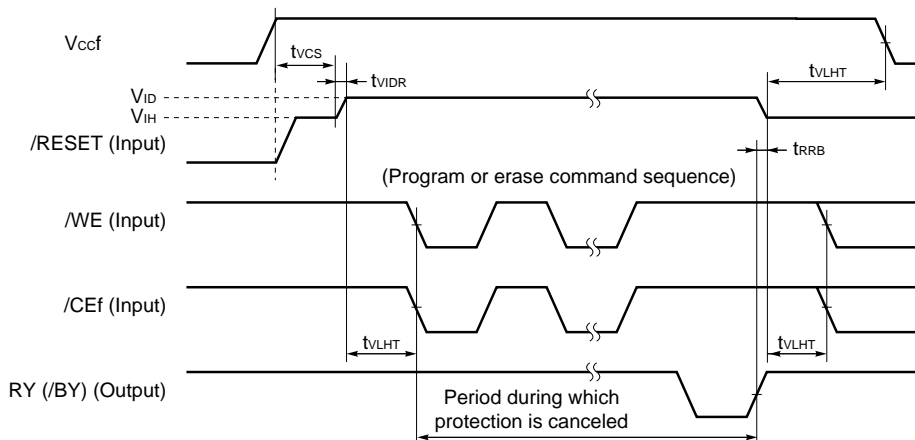 VCCf
tVCS
tVIDR
tVLHT
VID
VIH
/RESET (Input)
tRRB
(Program or erase command sequence)
/WE (Input)
/CEf (Input)
tVLHT
tVLHT
RY (/BY) (Output)
Period during which
protection is canceled